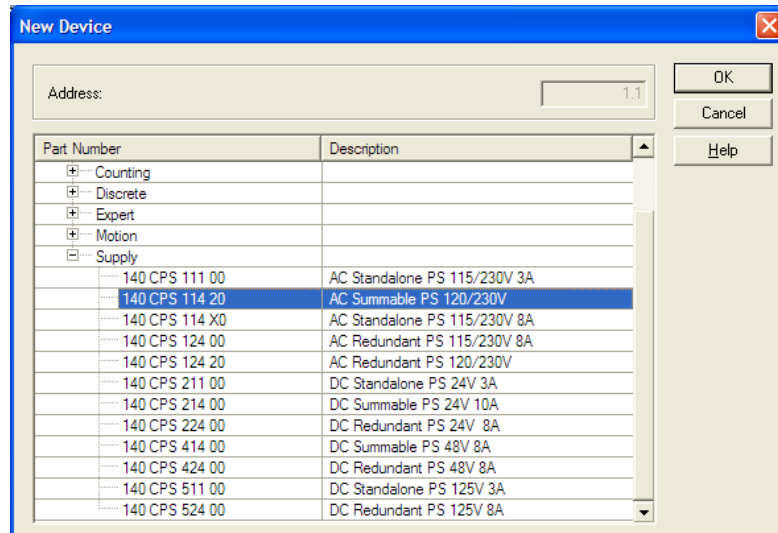 New Device
Address: 1.1
OK
Cancel
Help
Part Number Description
Counting
Discrete
Expert
Motion
Supply
140 CPS 111 00 AC Standalone PS 115/230V 3A
140 CPS 114 20 AC Summable PS 120/230V
140 CPS 114 X0 AC Standalone PS 115/230V 8A
140 CPS 124 00 AC Redundant PS 115/230V 8A
140 CPS 124 20 AC Redundant PS 120/230V
140 CPS 211 00 DC Standalone PS 24V 3A
140 CPS 214 00 DC Summable PS 24V 10A
140 CPS 224 00 DC Redundant PS 24V  8A
140 CPS 414 00 DC Summable PS 48V 8A
140 CPS 424 00 DC Redundant PS 48V 8A
140 CPS 511 00 DC Standalone PS 125V 3A
140 CPS 524 00 DC Redundant PS 125V 8A